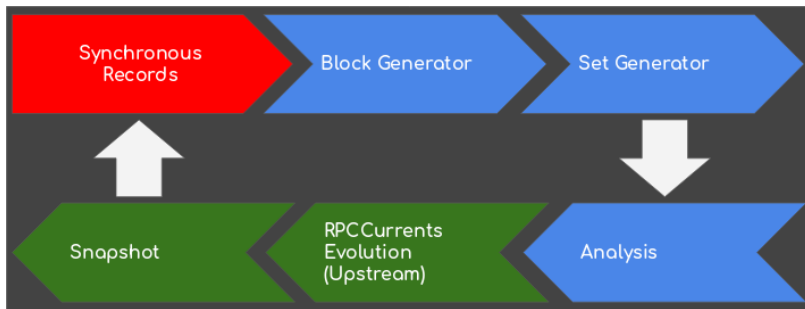 Synchronous
Records
Block Generator
Set Generator
Snapshot
RPCCurrents
Evolution
(Upstream)
Analysis